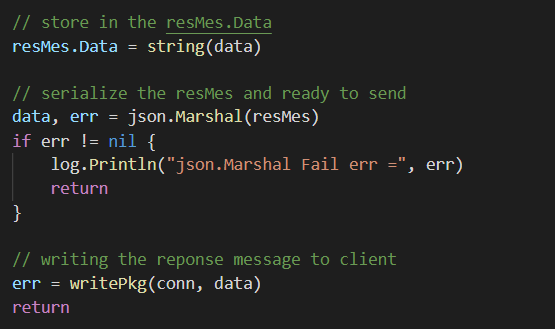 // store in the resMes.Data
resMes.Data = string(data)
// serialize the resMes and ready to send
data, err = json.Marshal(resMes)
if err != nil {
log.Println("json.Marshal Fail err =", err)
return
}
// writing the reponse message to client
err = writePkg(conn, data)
return